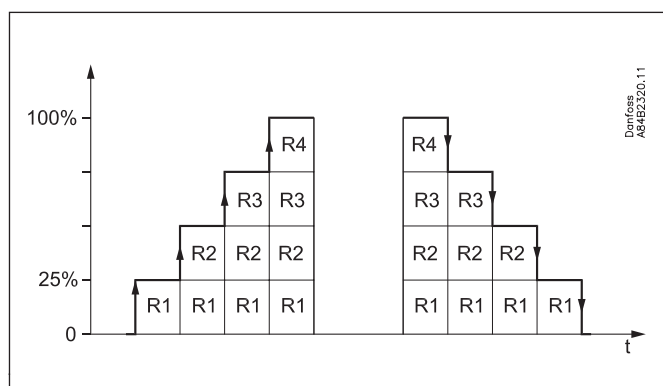 100%
25%
0
R4
R3 R3
R2 R2 R2
R1 R1 R1 R1
R4
R3 R3
R2 R2 R2
R1 R1 R1 R1
t
Danfoss
A84B2320.11